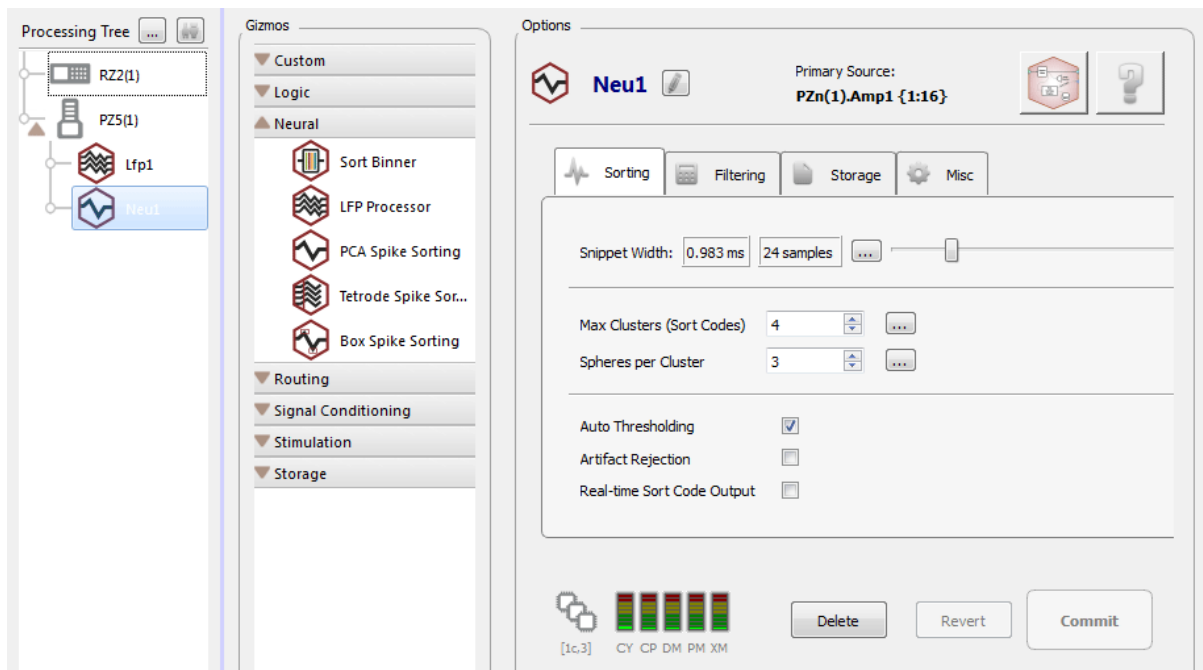 Processing Tree ...
RZ2(1)
PZ5(1)
Lfp1
Neu1
Gizmos
Custom
Logic
Neural
Sort Binner
LFP Processor
PCA Spike Sorting
Tetrode Spike Sor...
Box Spike Sorting
Routing
Signal Conditioning
Stimulation
Storage
Options
Neu1
Primary Source:
PZn(1).Amp1 {1:16}
?
Sorting Filtering Storage Misc
Snippet Width: 0.983 ms 24 samples ...
Max Clusters (Sort Codes) 4 ...
Spheres per Cluster 3 ...
Auto Thresholding
Artifact Rejection
Real-time Sort Code Output
[1c,3] CY CP DM PM XM
Delete Revert Commit